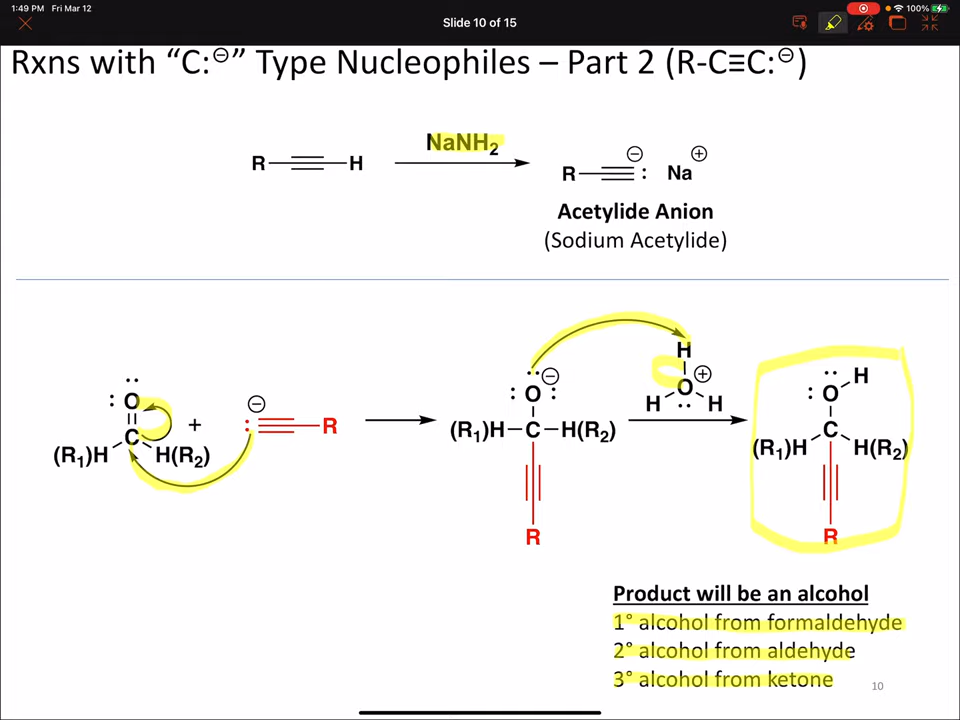 1:49 PM Fri Mar 12
100%
Slide 10 of 15
Rxns with “C:⊖” Type Nucleophiles – Part 2 (R-C≡C:⊖)
NaNH₂
R H
R : Na
⊖ ⊕
Acetylide Anion
(Sodium Acetylide)
: O
C
(R₁)H H(R₂)
+
⊖
: R
: O ⊖
(R₁)H–C–H(R₂)
R
H
O ⊕
H H
: O H
C
(R₁)H H(R₂)
R
Product will be an alcohol
1° alcohol from formaldehyde
2° alcohol from aldehyde
3° alcohol from ketone
10